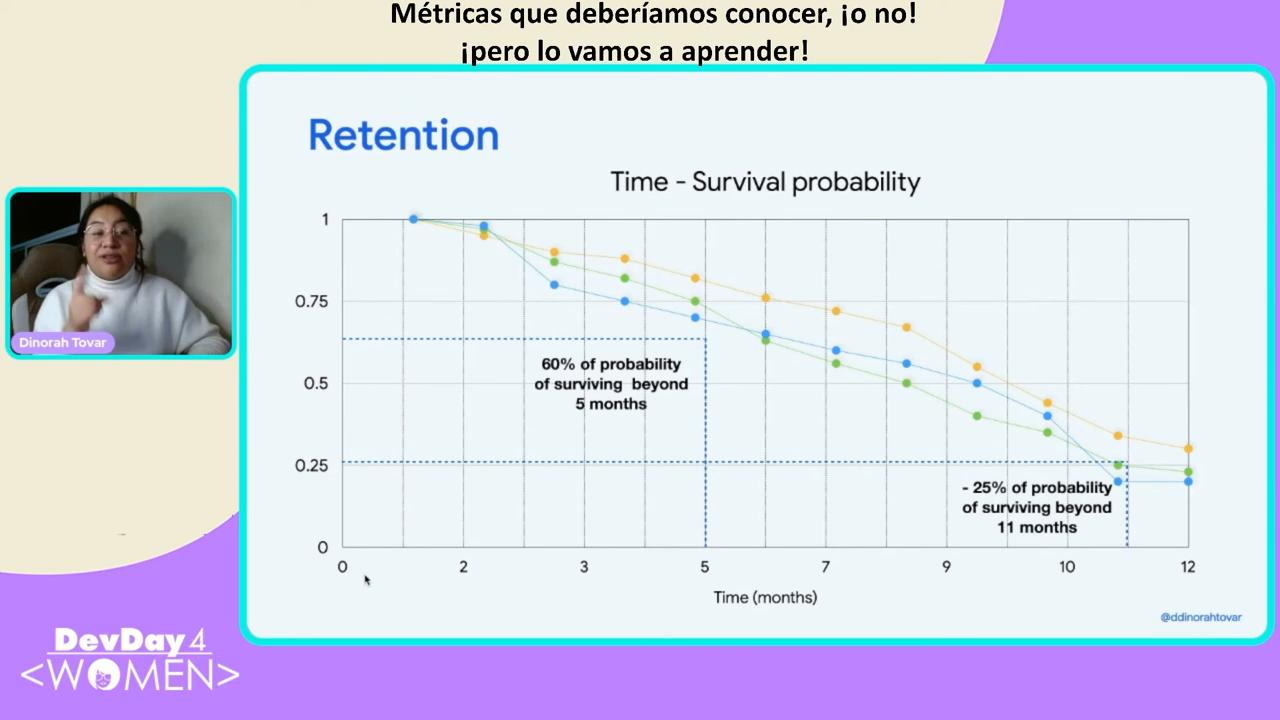 Métricas que deberíamos conocer, ¡o no!
¡pero lo vamos a aprender!
Retention
Time - Survival probability
1
0.75
0.5
0.25
0
60% of probability
of surviving beyond
5 months
- 25% of probability
of surviving beyond
11 months
0 2 3 5 7 9 10 12
Time (months)
@ddinorahtovar
Dinorah Tovar
DevDay 4
<WOMEN>